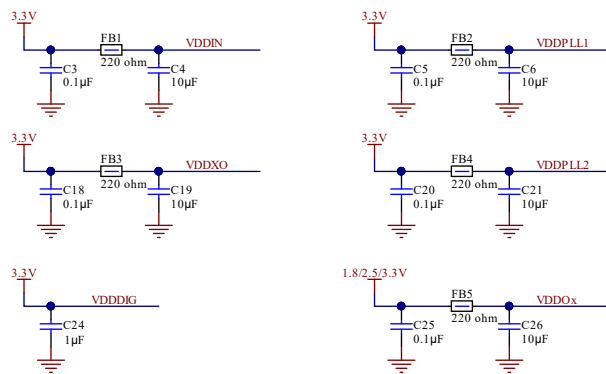 3.3V
FB1
VDDIN
220 ohm
C3
0.1µF
C4
10µF
3.3V
FB2
VDDPLL1
220 ohm
C5
0.1µF
C6
10µF
3.3V
FB3
VDDXO
220 ohm
C18
0.1µF
C19
10µF
3.3V
FB4
VDDPLL2
220 ohm
C20
0.1µF
C21
10µF
3.3V
VDDDIG
C24
1µF
1.8/2.5/3.3V
FB5
VDDOx
220 ohm
C25
0.1µF
C26
10µF